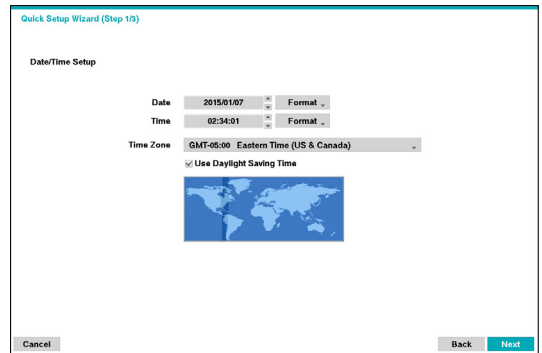 Quick Setup Wizard (Step 1/3)
Date/Time Setup
Date 2015/01/07 Format
Time 02:34:01 Format
Time Zone GMT-05:00 Eastern Time (US & Canada)
Use Daylight Saving Time
Cancel Back Next